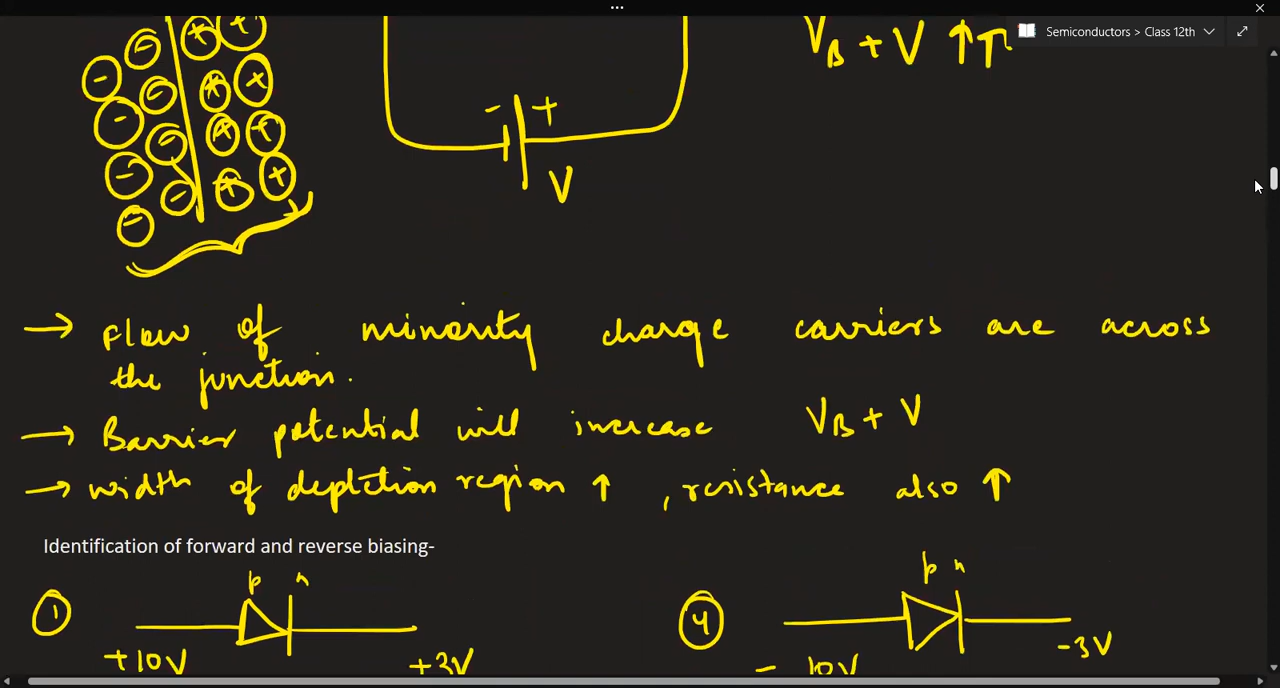 ...
Semiconductors > Class 12th
VB + V ↑↑
- +
V
→ Flow of minority charge carriers are across
the junction.
→ Barrier potential will increase VB + V
→ width of depletion region ↑ , resistance also ↑
Identification of forward and reverse biasing-
p n
p n
① +10V +3V
④ - 10V -3V